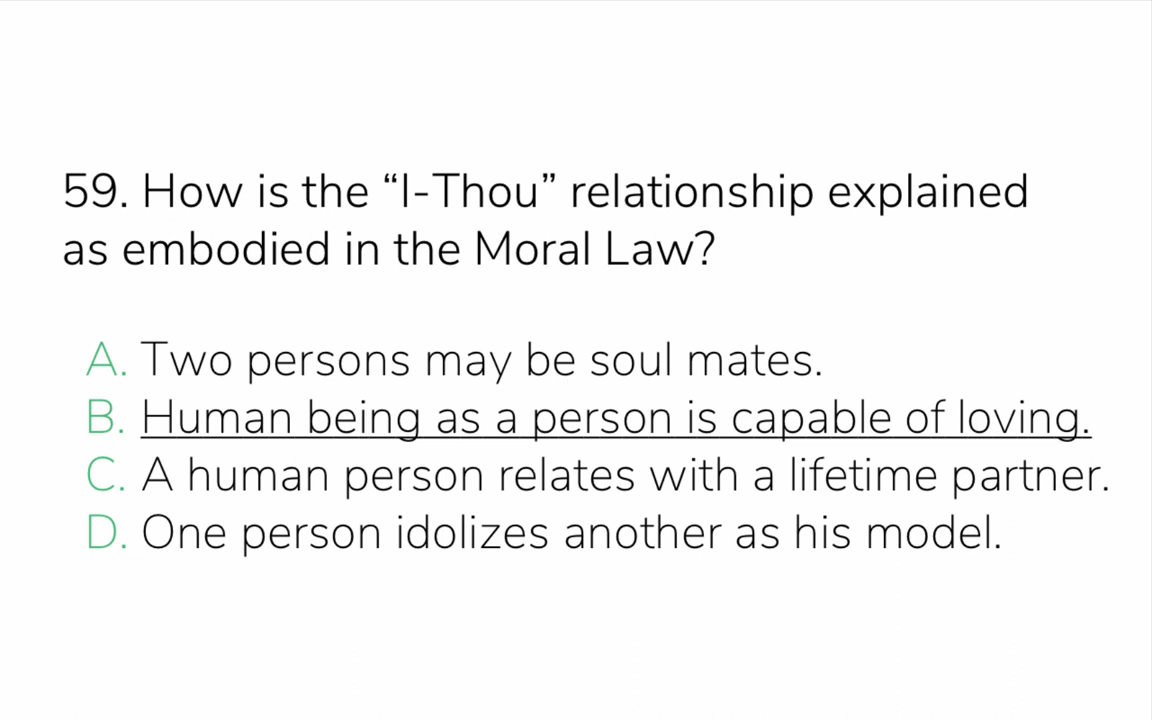 59. How is the “I-Thou” relationship explained
as embodied in the Moral Law?
A. Two persons may be soul mates.
B. Human being as a person is capable of loving.
C. A human person relates with a lifetime partner.
D. One person idolizes another as his model.